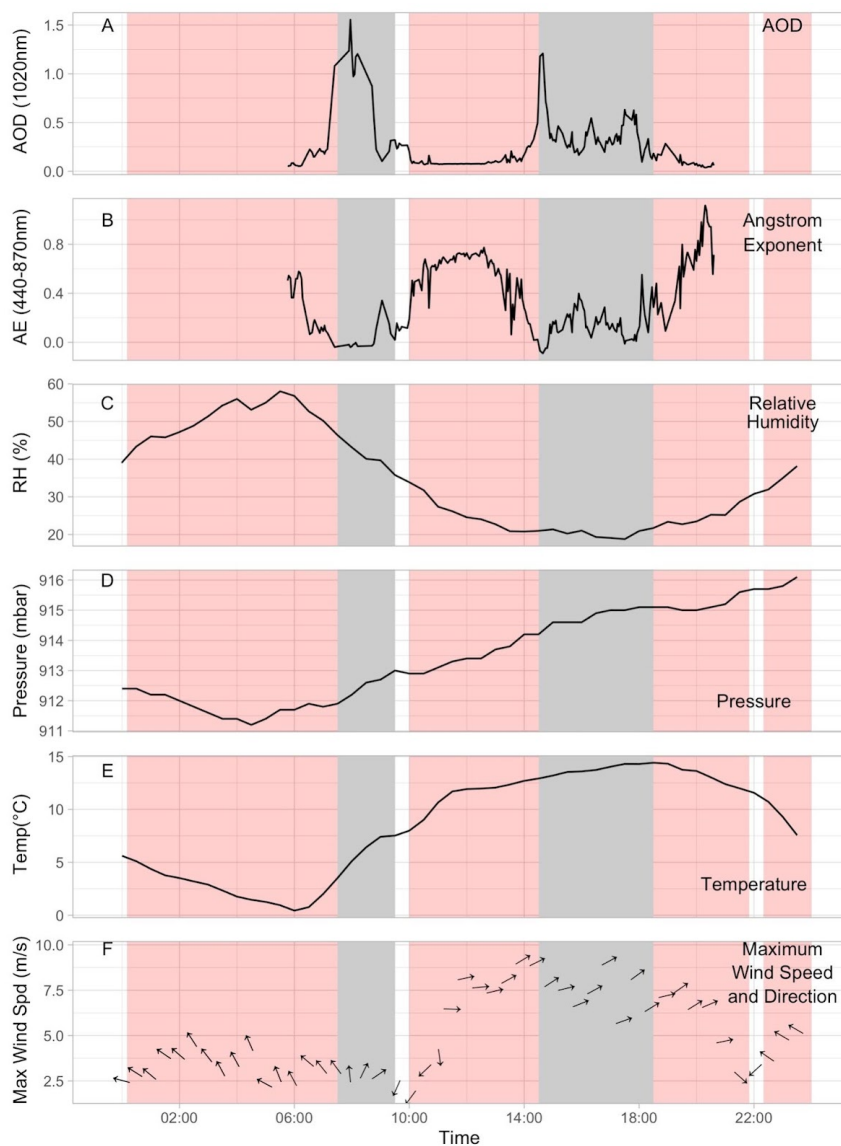 A
AOD
AOD (1020nm)
1.5
1.0
0.5
0.0
B
Angstrom
Exponent
AE (440-870nm)
0.8
0.4
0.0
C
Relative
Humidity
RH (%)
60
50
40
30
20
D
Pressure
Pressure (mbar)
916
915
914
913
912
911
E
Temperature
Temp(°C)
15
10
5
0
F
Maximum
Wind Speed
and Direction
Max Wind Spd (m/s)
10.0
7.5
5.0
2.5
02:00 06:00 10:00 14:00 18:00 22:00
Time